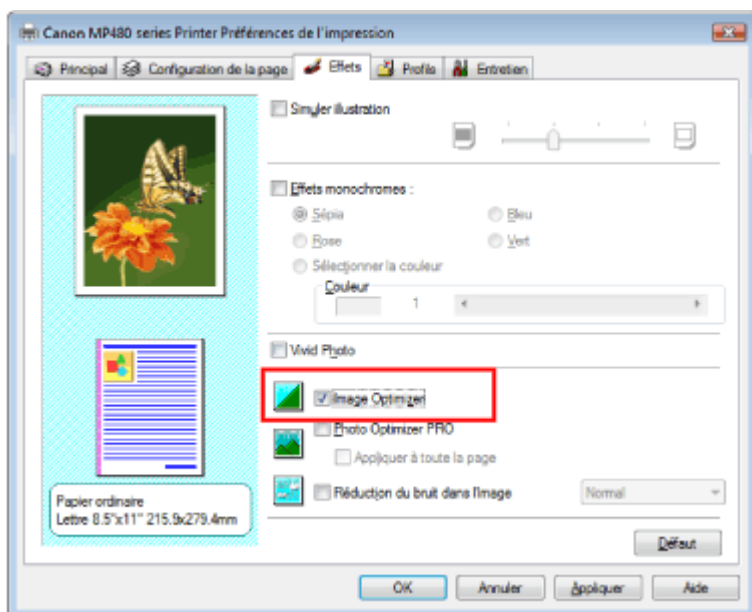 Canon MP480 series Printer Préférences de l'impression
Principal Configuration de la page Effets Profils Entretien
Simuler illustration
Effets monochromes :
Sépia Bleu
Rose Vert
Sélectionner la couleur
Couleur
1
Vivid Photo
Image Optimizer
Photo Optimizer PRO
Appliquer à toute la page
Réduction du bruit dans l'image Normal
Papier ordinaire
Lettre 8.5"x11" 215.9x279.4mm
Défaut
OK Annuler Appliquer Aide